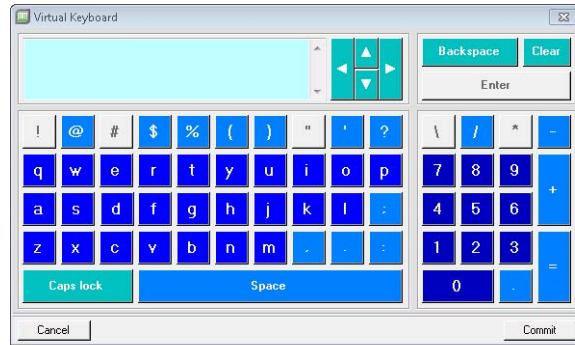 Virtual Keyboard
Backspace Clear
Enter
! @ # $ % ( ) " ' ? \ / * -
q w e r t y u i o p 7 8 9 +
a s d f g h j k l ; 4 5 6
z x c v b n m , . : 1 2 3 =
Caps lock Space 0 .
Cancel Commit